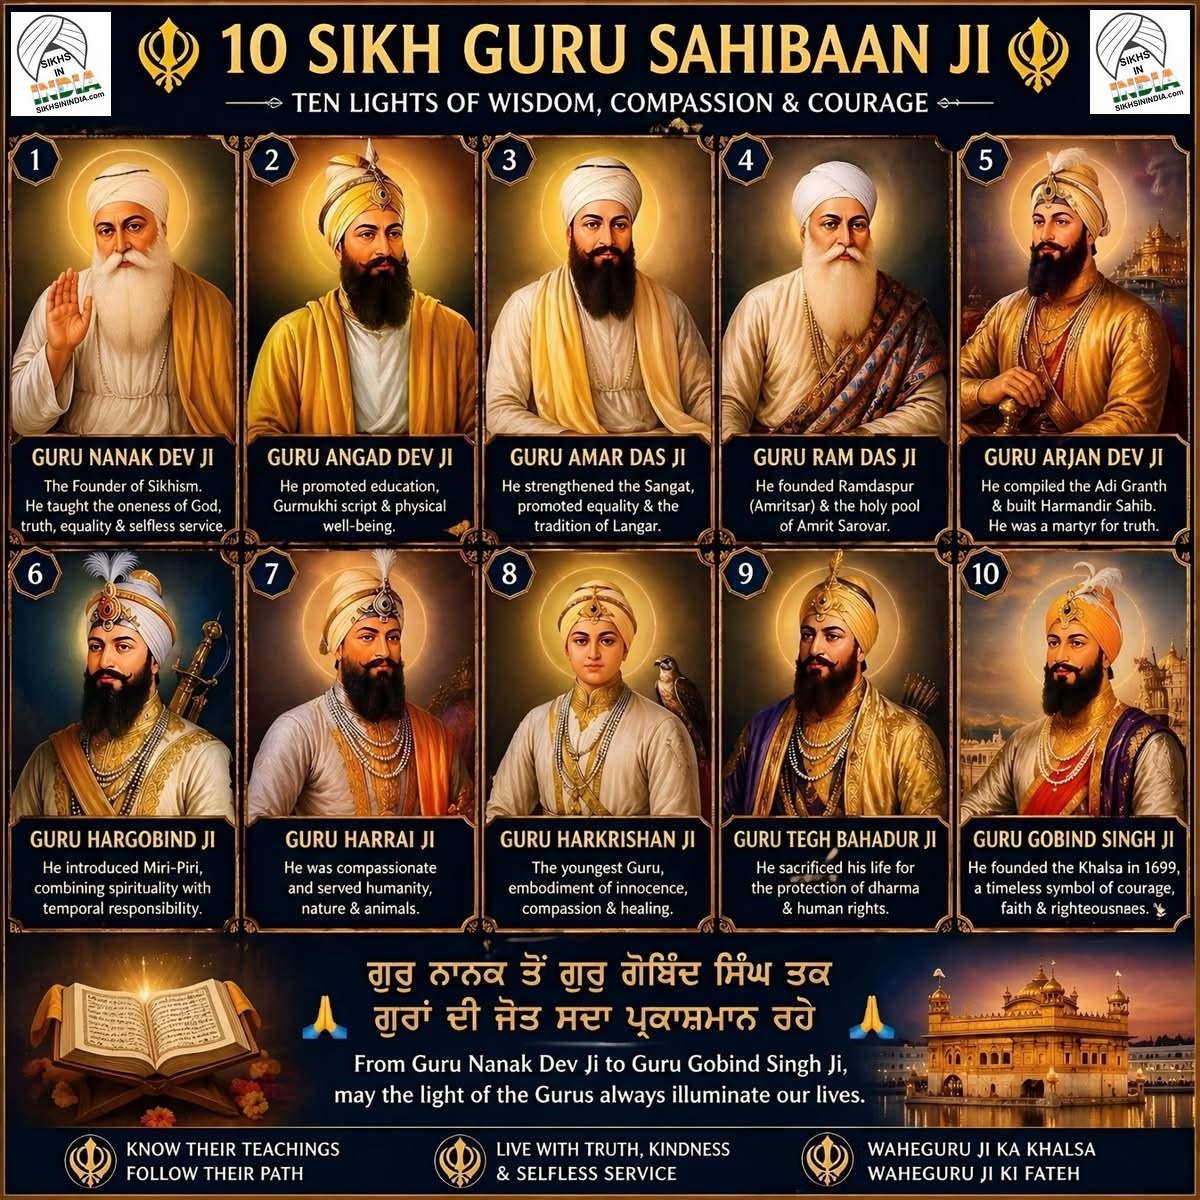 SIKHS
IN
INDIA
SIKHSININDIA.com
10 SIKH GURU SAHIBAAN JI
SIKHS
IN
INDIA
SIKHSININDIA.com
TEN LIGHTS OF WISDOM, COMPASSION & COURAGE
1
GURU NANAK DEV JI
The Founder of Sikhism.
He taught the oneness of God,
truth, equality & selfless service.
2
GURU ANGAD DEV JI
He promoted education,
Gurmukhi script & physical
well-being.
3
GURU AMAR DAS JI
He strengthened the Sangat,
promoted equality & the
tradition of Langar.
4
GURU RAM DAS JI
He founded Ramdaspur
(Amritsar) & the holy pool
of Amrit Sarovar.
5
GURU ARJAN DEV JI
He compiled the Adi Granth
& built Harmandir Sahib.
He was a martyr for truth.
6
GURU HARGOBIND JI
He introduced Miri-Piri,
combining spirituality with
temporal responsibility.
7
GURU HARRAI JI
He was compassionate
and served humanity,
nature & animals.
8
GURU HARKRISHAN JI
The youngest Guru,
embodiment of innocence,
compassion & healing.
9
GURU TEGH BAHADUR JI
He sacrificed his life for
the protection of dharma
& human rights.
10
GURU GOBIND SINGH JI
He founded the Khalsa in 1699,
a timeless symbol of courage,
faith & righteousnaes.
ਗੁਰੁ ਨਾਨਕ ਤੋਂ ਗੁਰੁ ਗੋਬਿੰਦ ਸਿੰਘ ਤਕ
ਗੁਰਾਂ ਦੀ ਜੋਤ ਸਦਾ ਪ੍ਰਕਾਸ਼ਮਾਨ ਰਹੇ
From Guru Nanak Dev Ji to Guru Gobind Singh Ji,
may the light of the Gurus always illuminate our lives.
KNOW THEIR TEACHINGS
FOLLOW THEIR PATH
LIVE WITH TRUTH, KINDNESS
& SELFLESS SERVICE
WAHEGURU JI KA KHALSA
WAHEGURU JI KI FATEH